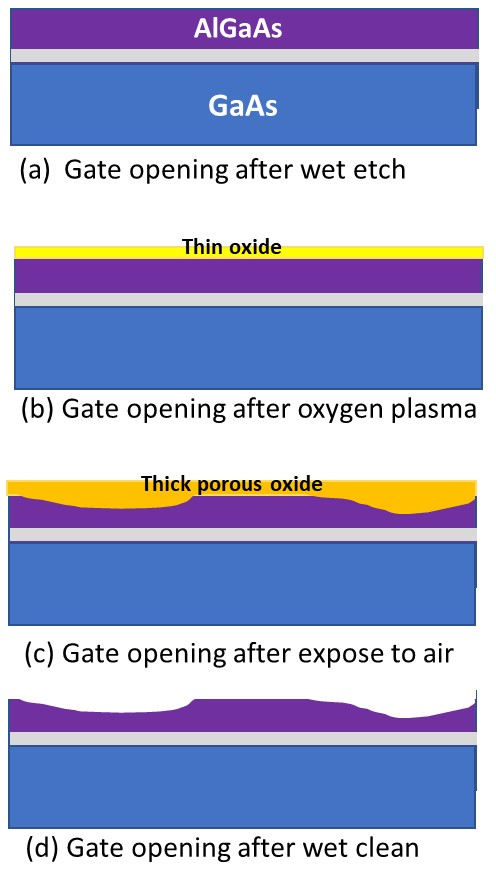 AlGaAs
GaAs
(a) Gate opening after wet etch
Thin oxide
(b) Gate opening after oxygen plasma
Thick porous oxide
(c) Gate opening after expose to air
(d) Gate opening after wet clean